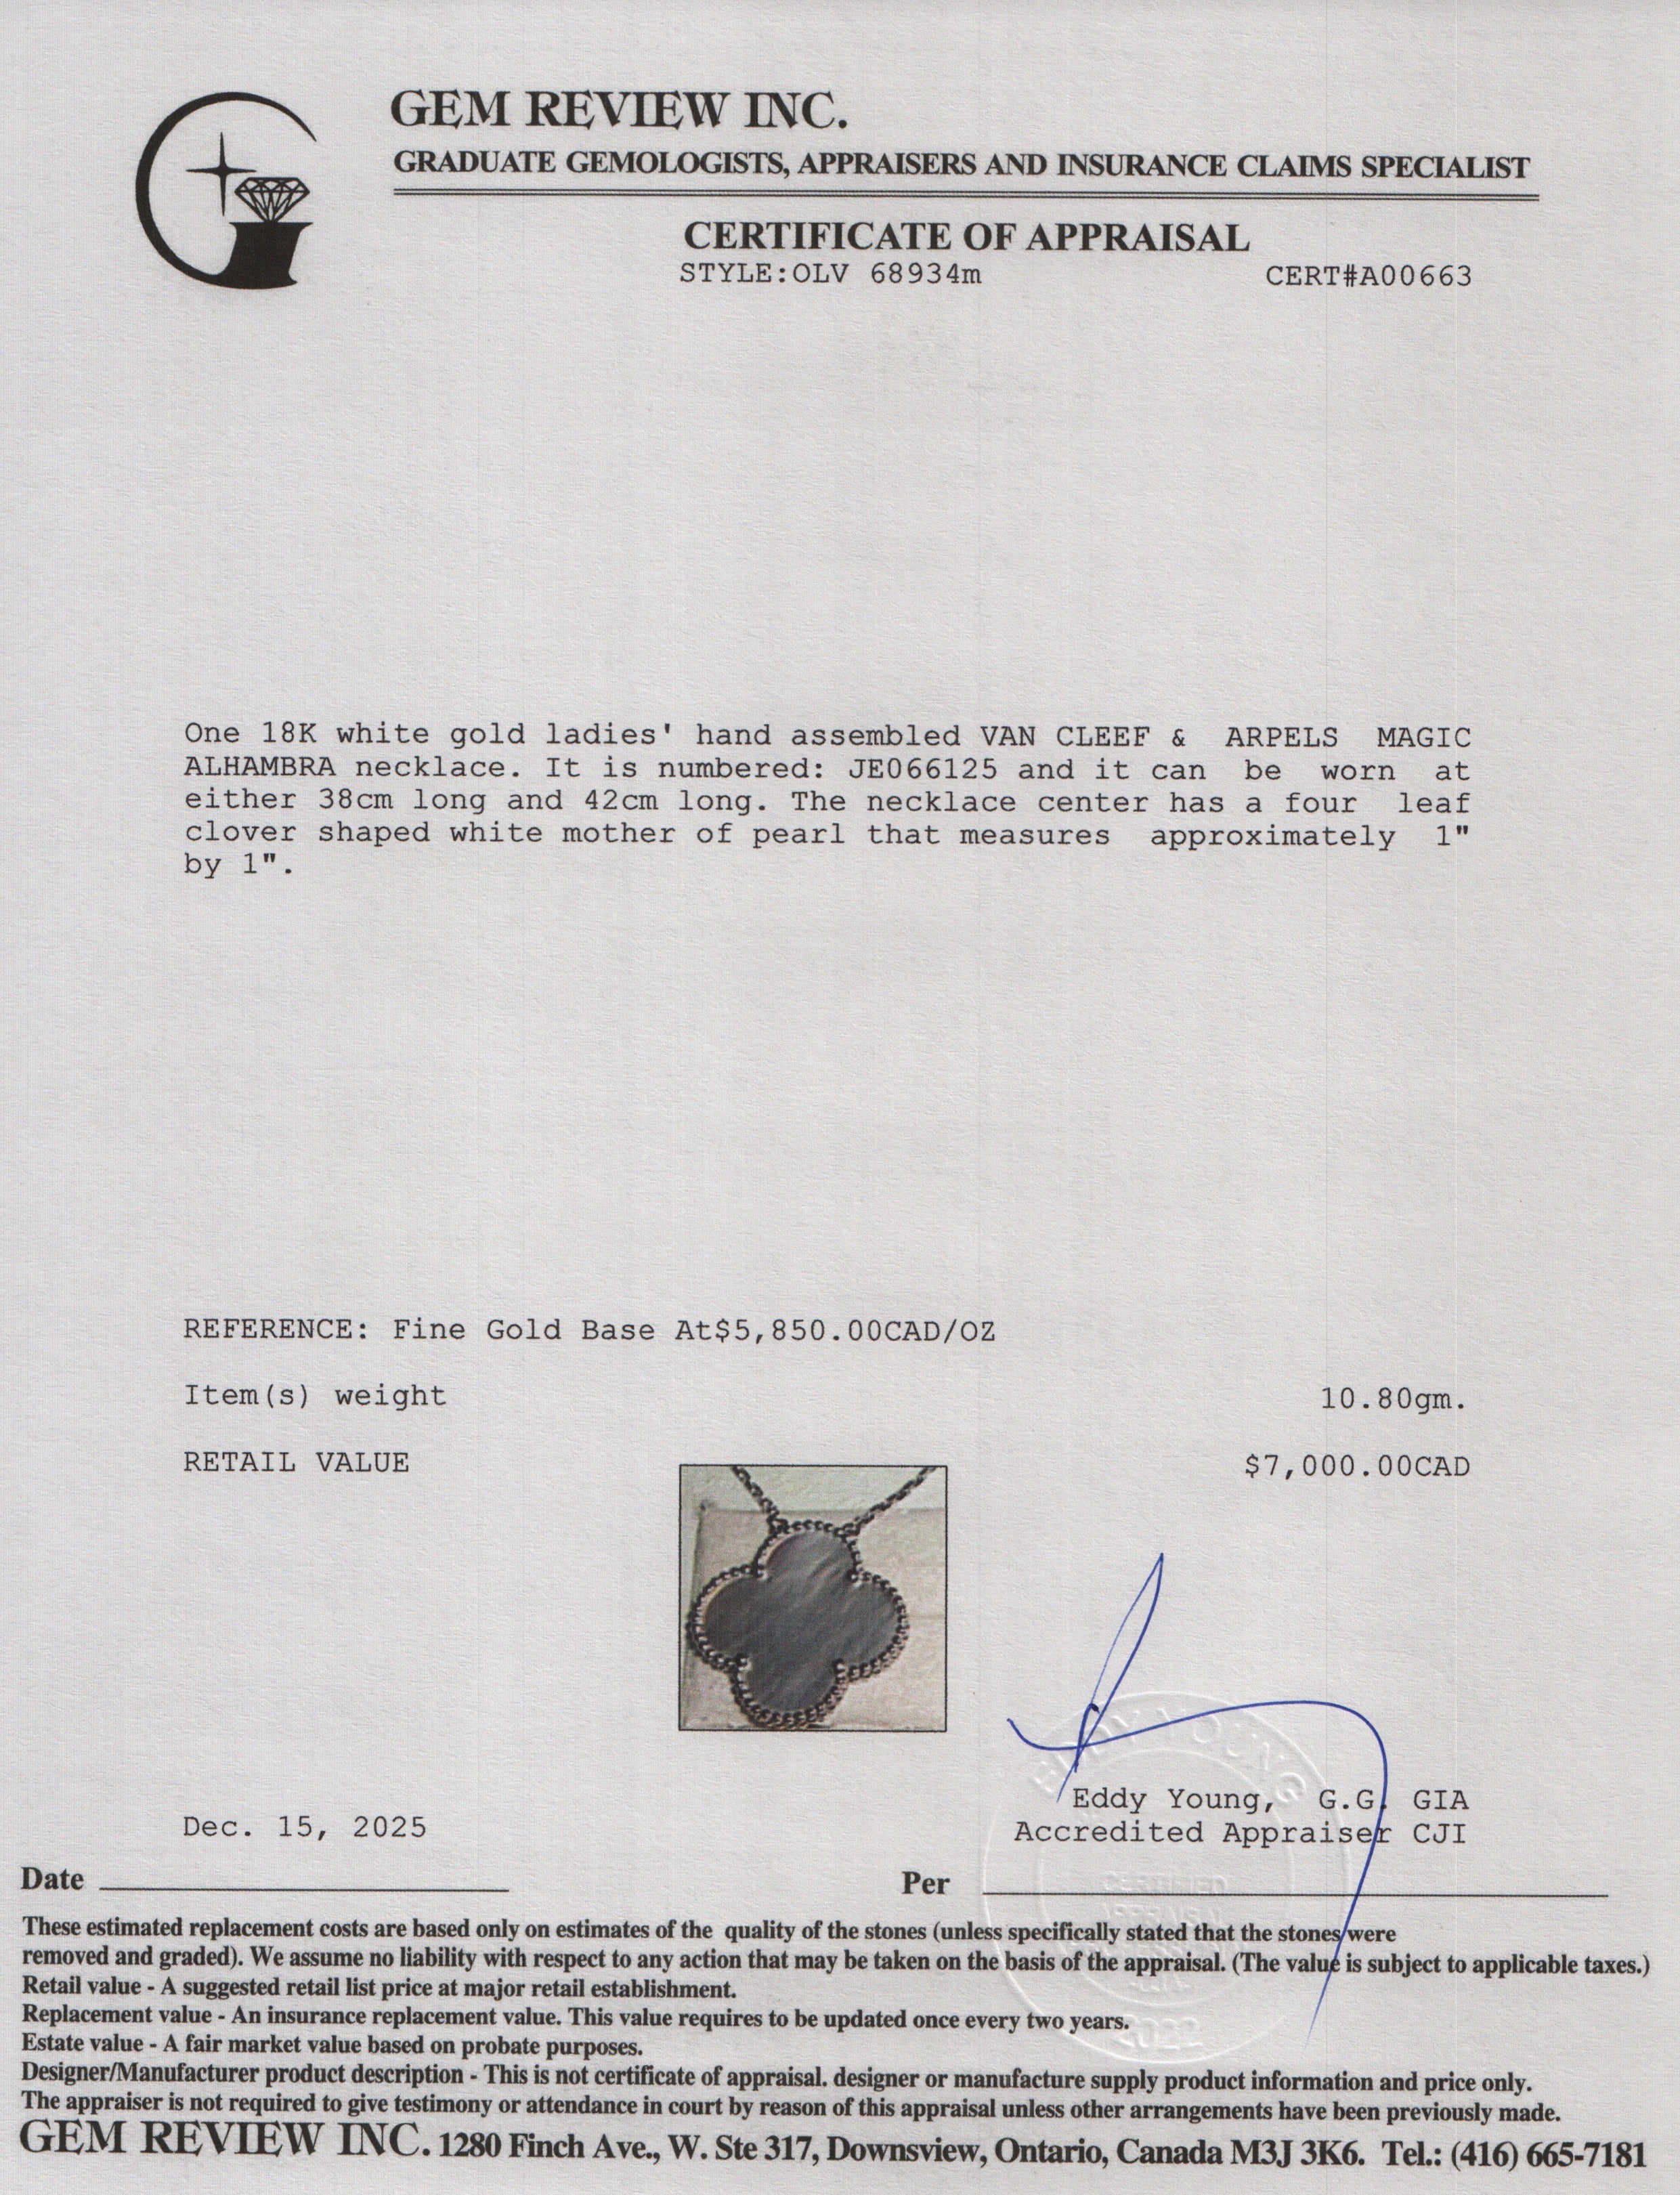 GEM REVIEW INC.
GRADUATE GEMOLOGISTS, APPRAISERS AND INSURANCE CLAIMS SPECIALIST
CERTIFICATE OF APPRAISAL
STYLE:OLV 68934m CERT#A00663
One 18K white gold ladies' hand assembled VAN CLEEF & ARPELS MAGIC
ALHAMBRA necklace. It is numbered: JE066125 and it can be worn at
either 38cm long and 42cm long. The necklace center has a four leaf
clover shaped white mother of pearl that measures approximately 1"
by 1".
REFERENCE: Fine Gold Base At$5,850.00CAD/OZ
Item(s) weight 10.80gm.
RETAIL VALUE $7,000.00CAD
YOUNG
Eddy Young, G.G. GIA
Dec. 15, 2025 Accredited Appraiser CJI
Date Per
CERTIFIED
2022
These estimated replacement costs are based only on estimates of the quality of the stones (unless specifically stated that the stones were
removed and graded). We assume no liability with respect to any action that may be taken on the basis of the appraisal. (The value is subject to applicable taxes.)
Retail value - A suggested retail list price at major retail establishment.
Replacement value - An insurance replacement value. This value requires to be updated once every two years.
Estate value - A fair market value based on probate purposes.
Designer/Manufacturer product description - This is not certificate of appraisal. designer or manufacture supply product information and price only.
The appraiser is not required to give testimony or attendance in court by reason of this appraisal unless other arrangements have been previously made.
GEM REVIEW INC. 1280 Finch Ave., W. Ste 317, Downsview, Ontario, Canada M3J 3K6. Tel.: (416) 665-7181